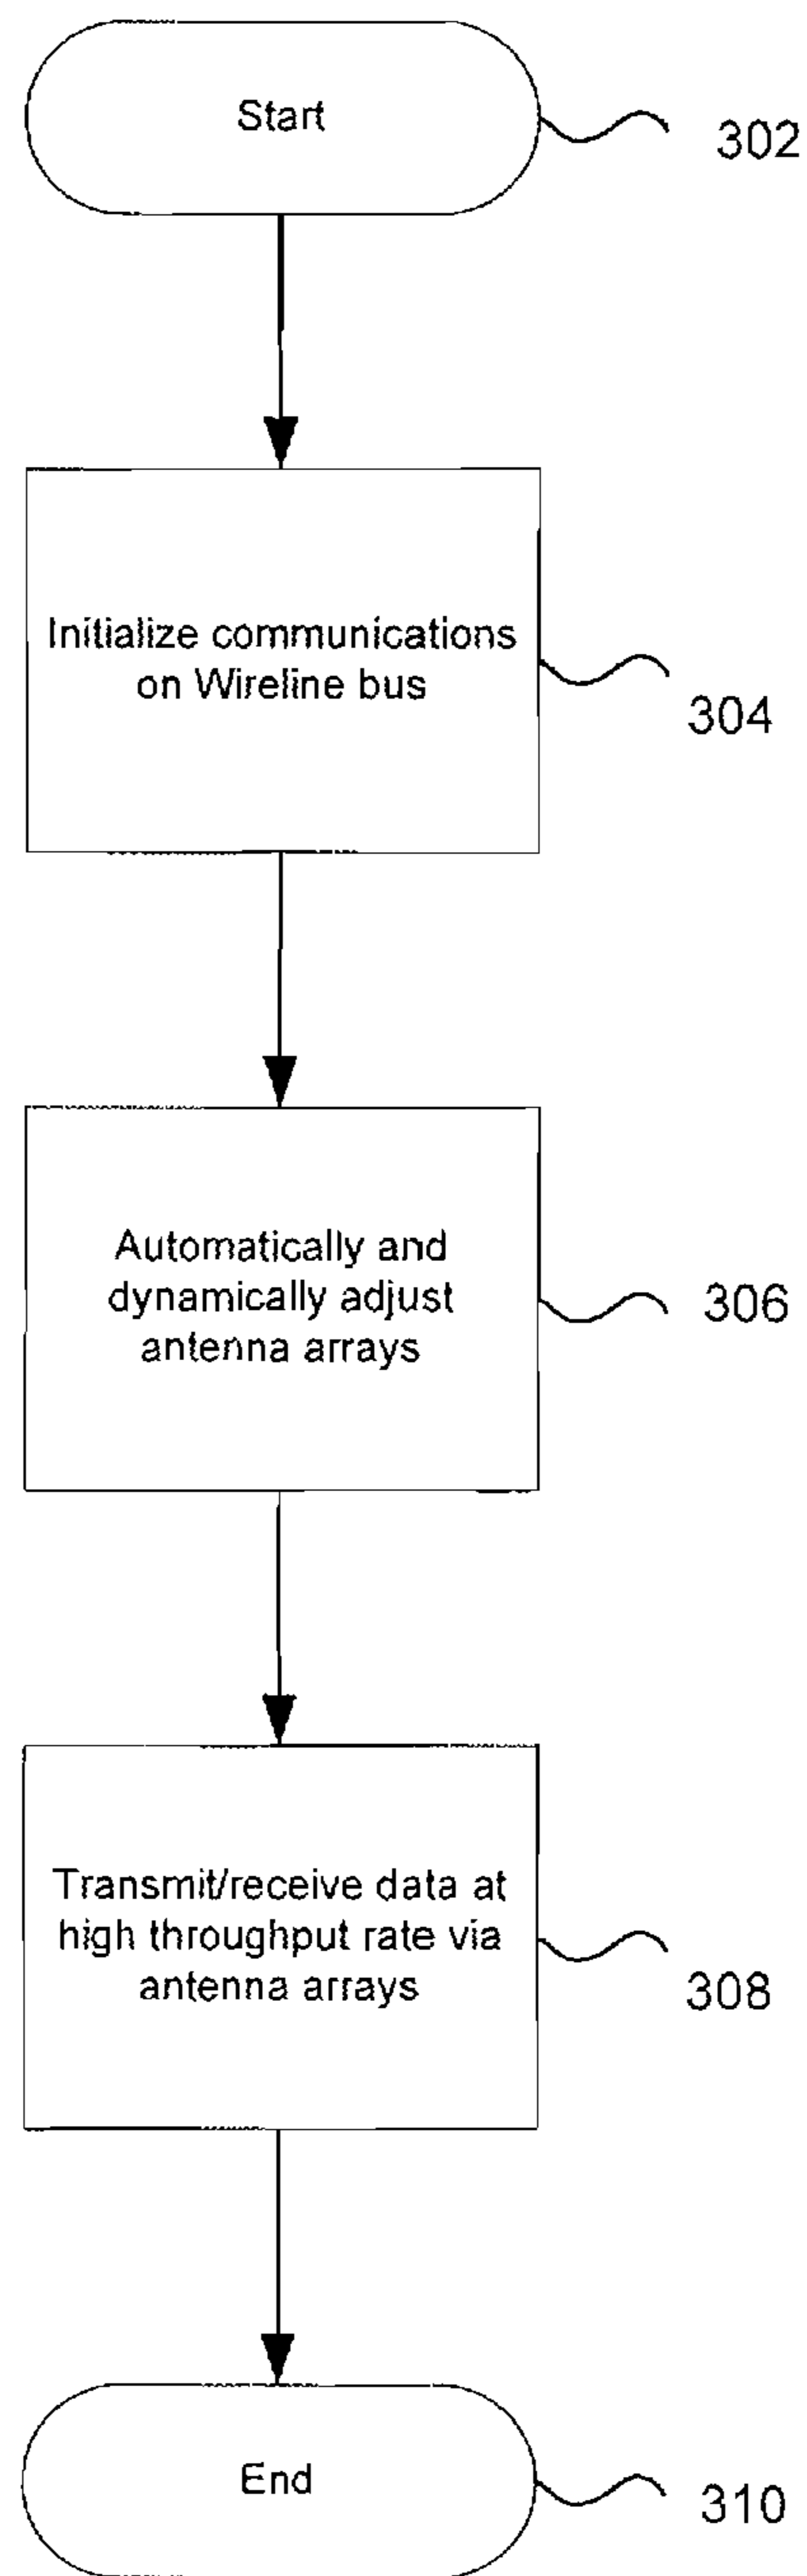 Start
302
Initialize communications
on Wireline bus
304
Automatically and
dynamically adjust
antenna arrays
306
Transmit/receive data at
high throughput rate via
antenna arrays
308
End
310